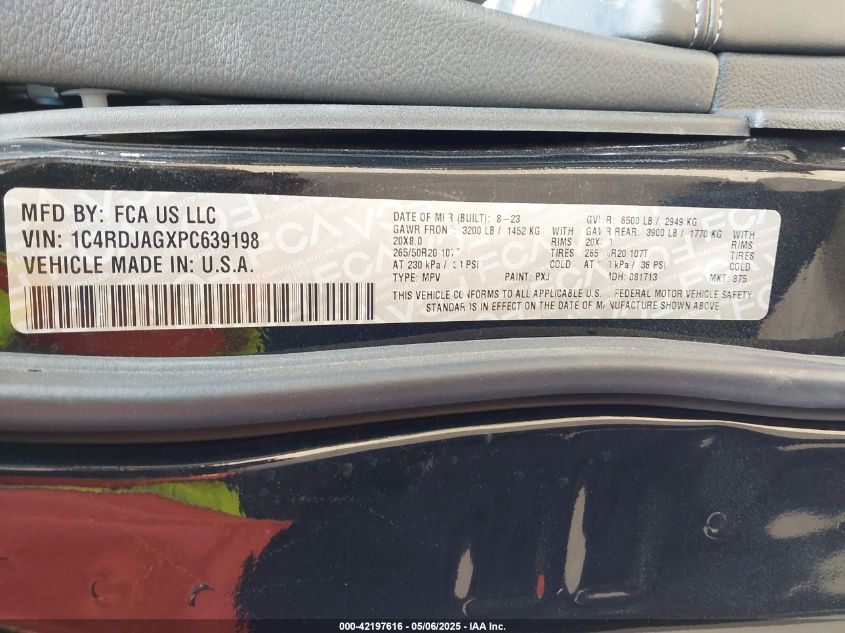 MFD BY: FCA US LLC
VIN: 1C4RDJAGXPC639198
VEHICLE MADE IN: U.S.A.
DATE OF (BUILT): 8-23
GAWR FRONT: 3200 LB / 1452 KG WITH
20X8.0 RIMS
265/50R20 TIRES
AT 230 kPa / PSI COLD
TYPE: MPV PAINT: PXJ
6500 LB / 2949 KG
GAWR REAR: 3900 LB / 1770 KG WITH
RIMS
107T TIRES
AT / 36 PSI COLD
081713 MKT: 875
THIS VEHICLE CONFORMS TO ALL APPLICABLE U.S. FEDERAL MOTOR VEHICLE SAFETY
STANDARDS IN EFFECT ON THE DATE OF MANUFACTURE SHOWN ABOVE.
000-42197616 - 05/06/2025 - IAA Inc.